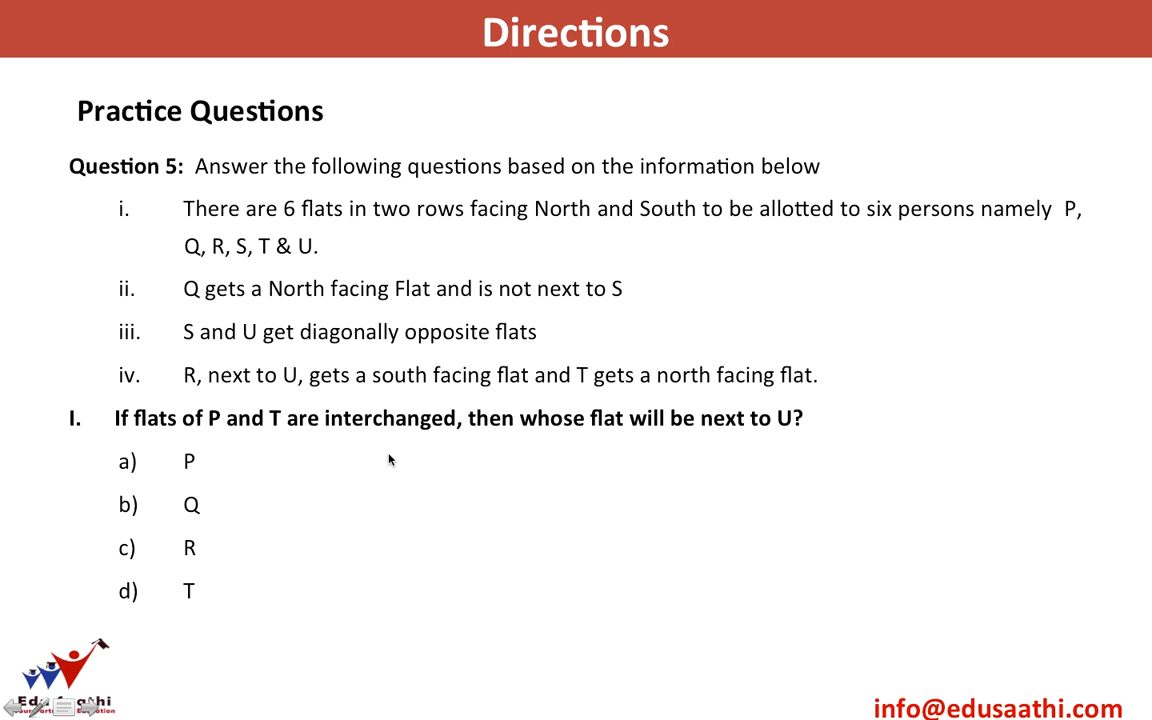 Directions
Practice Questions
Question 5: Answer the following questions based on the information below
i. There are 6 flats in two rows facing North and South to be allotted to six persons namely P,
Q, R, S, T & U.
ii. Q gets a North facing Flat and is not next to S
iii. S and U get diagonally opposite flats
iv. R, next to U, gets a south facing flat and T gets a north facing flat.
I. If flats of P and T are interchanged, then whose flat will be next to U?
a) P
b) Q
c) R
d) T
info@edusaathi.com